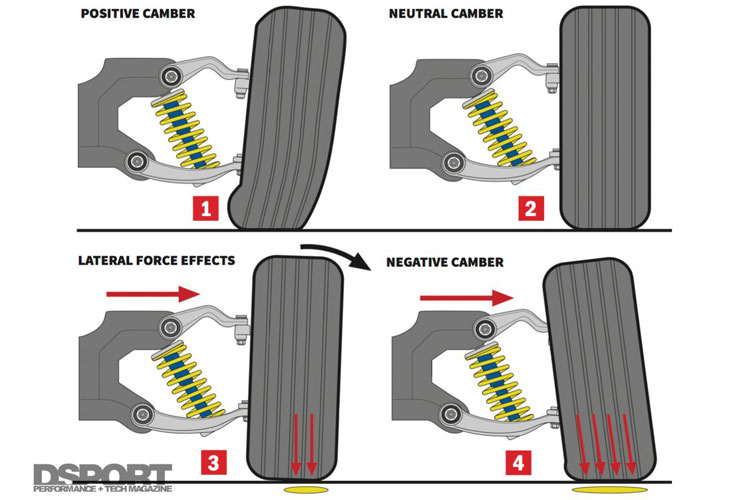 POSITIVE CAMBER
NEUTRAL CAMBER
1
2
LATERAL FORCE EFFECTS
NEGATIVE CAMBER
3
4
DSPORT
PERFORMANCE + TECH MAGAZINE